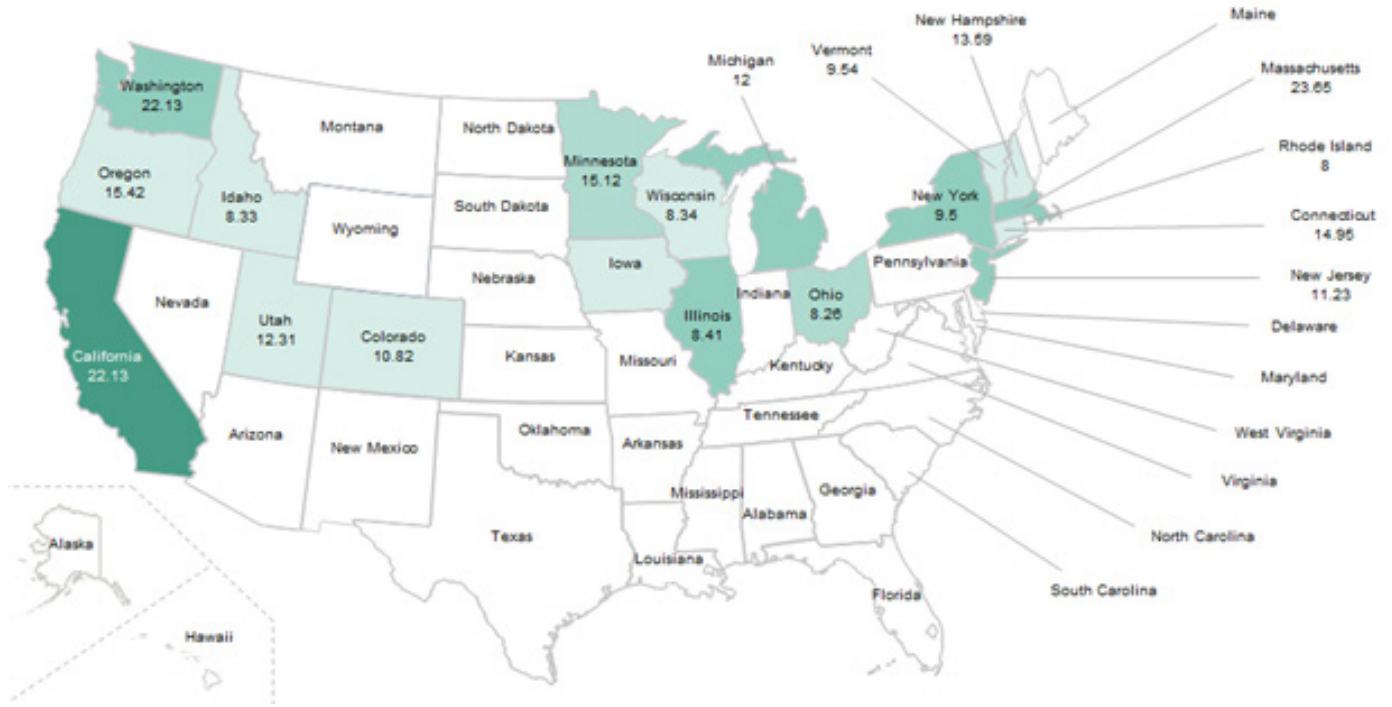 New Hampshire
13.59
Maine
Vermont
9.54
Michigan
12
Massachusetts
23.65
Washington
22.13
Montana
North Dakota
Minnesota
15.12
Rhode Island
8
Oregon
15.42
Idaho
8.33
Wisconsin
8.34
New York
9.5
South Dakota
Connecticut
14.95
Wyoming
Iowa
Pennsylvania
Nebraska
New Jersey
11.23
Nevada
Indiana
Ohio
8.26
Utah
12.31
Illinois
8.41
Delaware
Colorado
10.82
California
22.13
Kansas
Missouri
Kentucky
Maryland
Tennessee
Arizona
New Mexico
Oklahoma
Arkansas
West Virginia
Virginia
Mississippi
Georgia
Alabama
Texas
North Carolina
Alaska
Louisiana
South Carolina
Florida
Hawaii